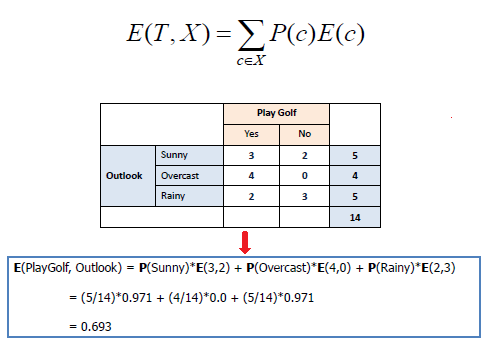 E(T, X) = ∑ P(c)E(c)
c∈X
Play Golf
Yes No
Sunny 3 2 5
Outlook Overcast 4 0 4
Rainy 2 3 5
14
E(PlayGolf, Outlook) = P(Sunny)*E(3,2) + P(Overcast)*E(4,0) + P(Rainy)*E(2,3)
= (5/14)*0.971 + (4/14)*0.0 + (5/14)*0.971
= 0.693